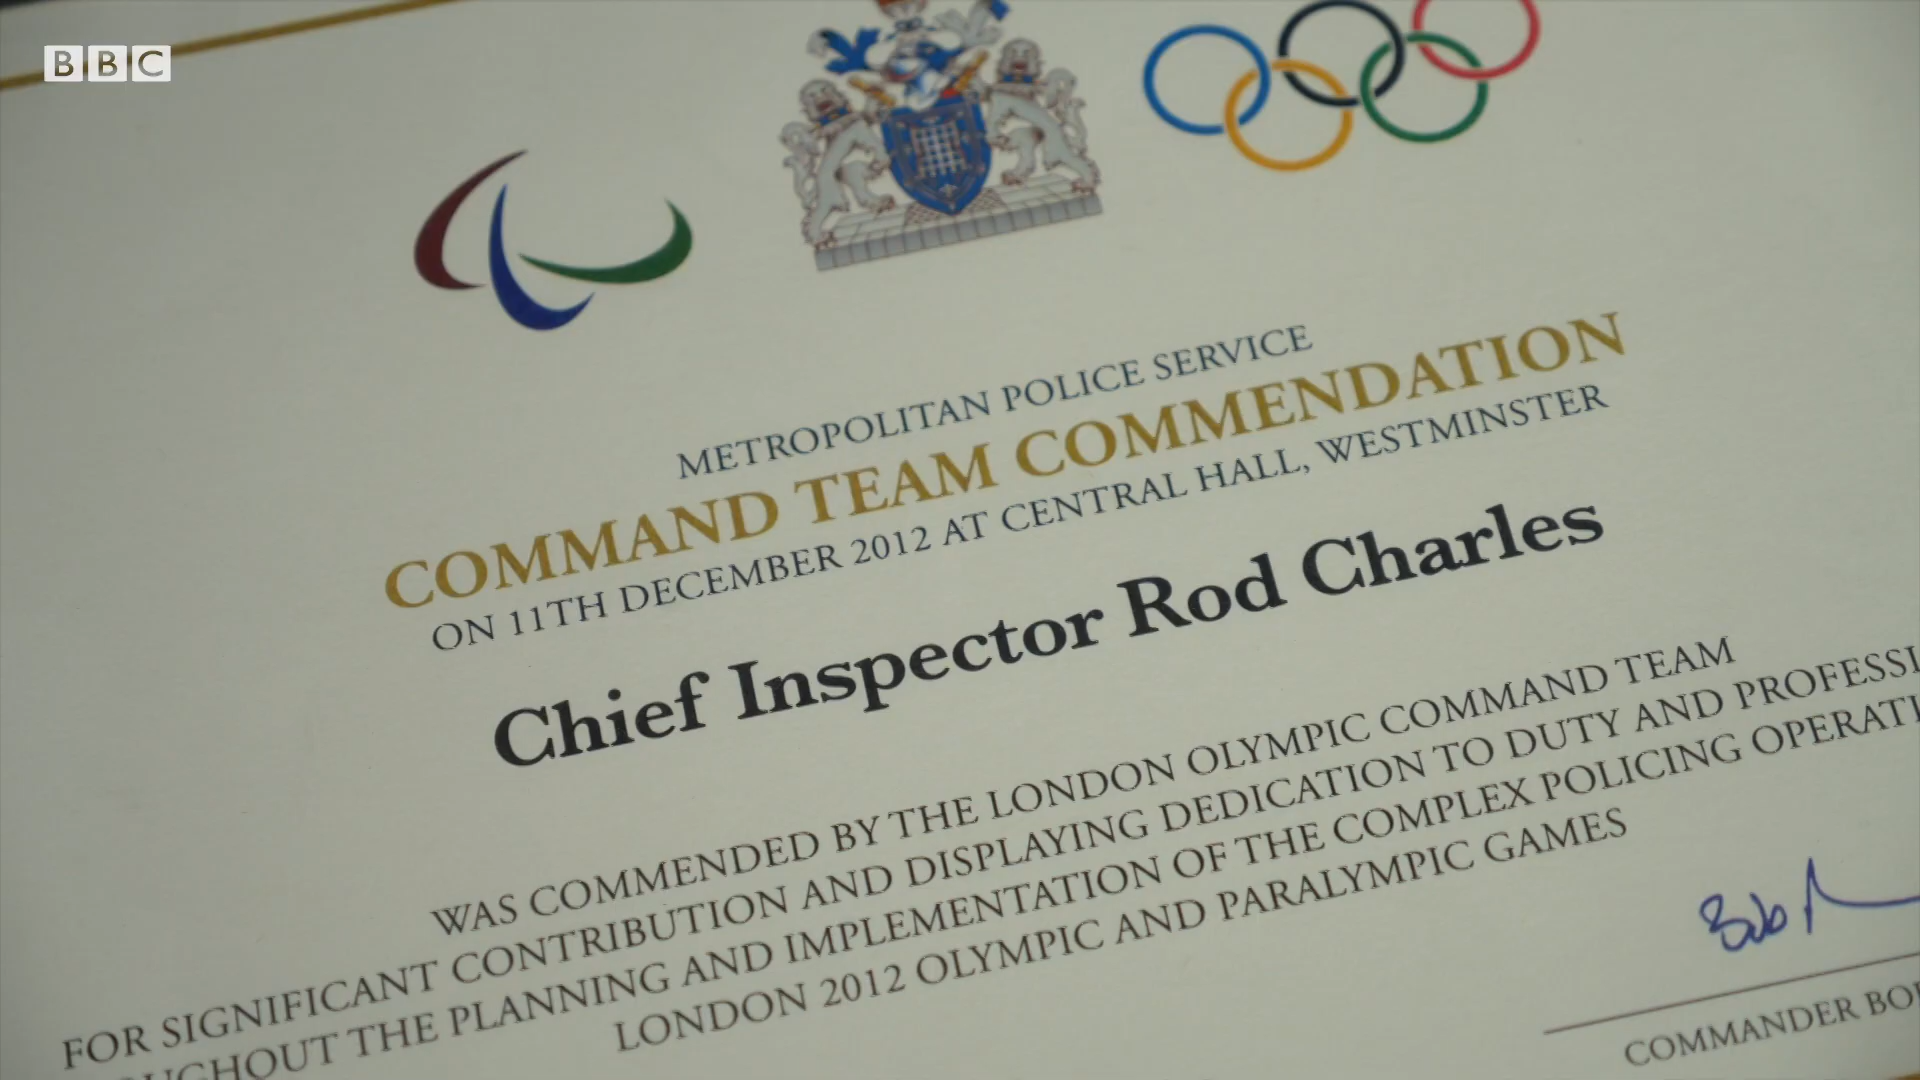 BBC
METROPOLITAN POLICE SERVICE
COMMAND TEAM COMMENDATION
ON 11TH DECEMBER 2012 AT CENTRAL HALL, WESTMINSTER
Chief Inspector Rod Charles
WAS COMMENDED BY THE LONDON OLYMPIC COMMAND TEAM
FOR SIGNIFICANT CONTRIBUTION AND DISPLAYING DEDICATION TO DUTY AND
THE PLANNING AND IMPLEMENTATION OF THE COMPLEX POLICING
LONDON 2012 OLYMPIC AND PARALYMPIC GAMES
Bob
COMMANDER